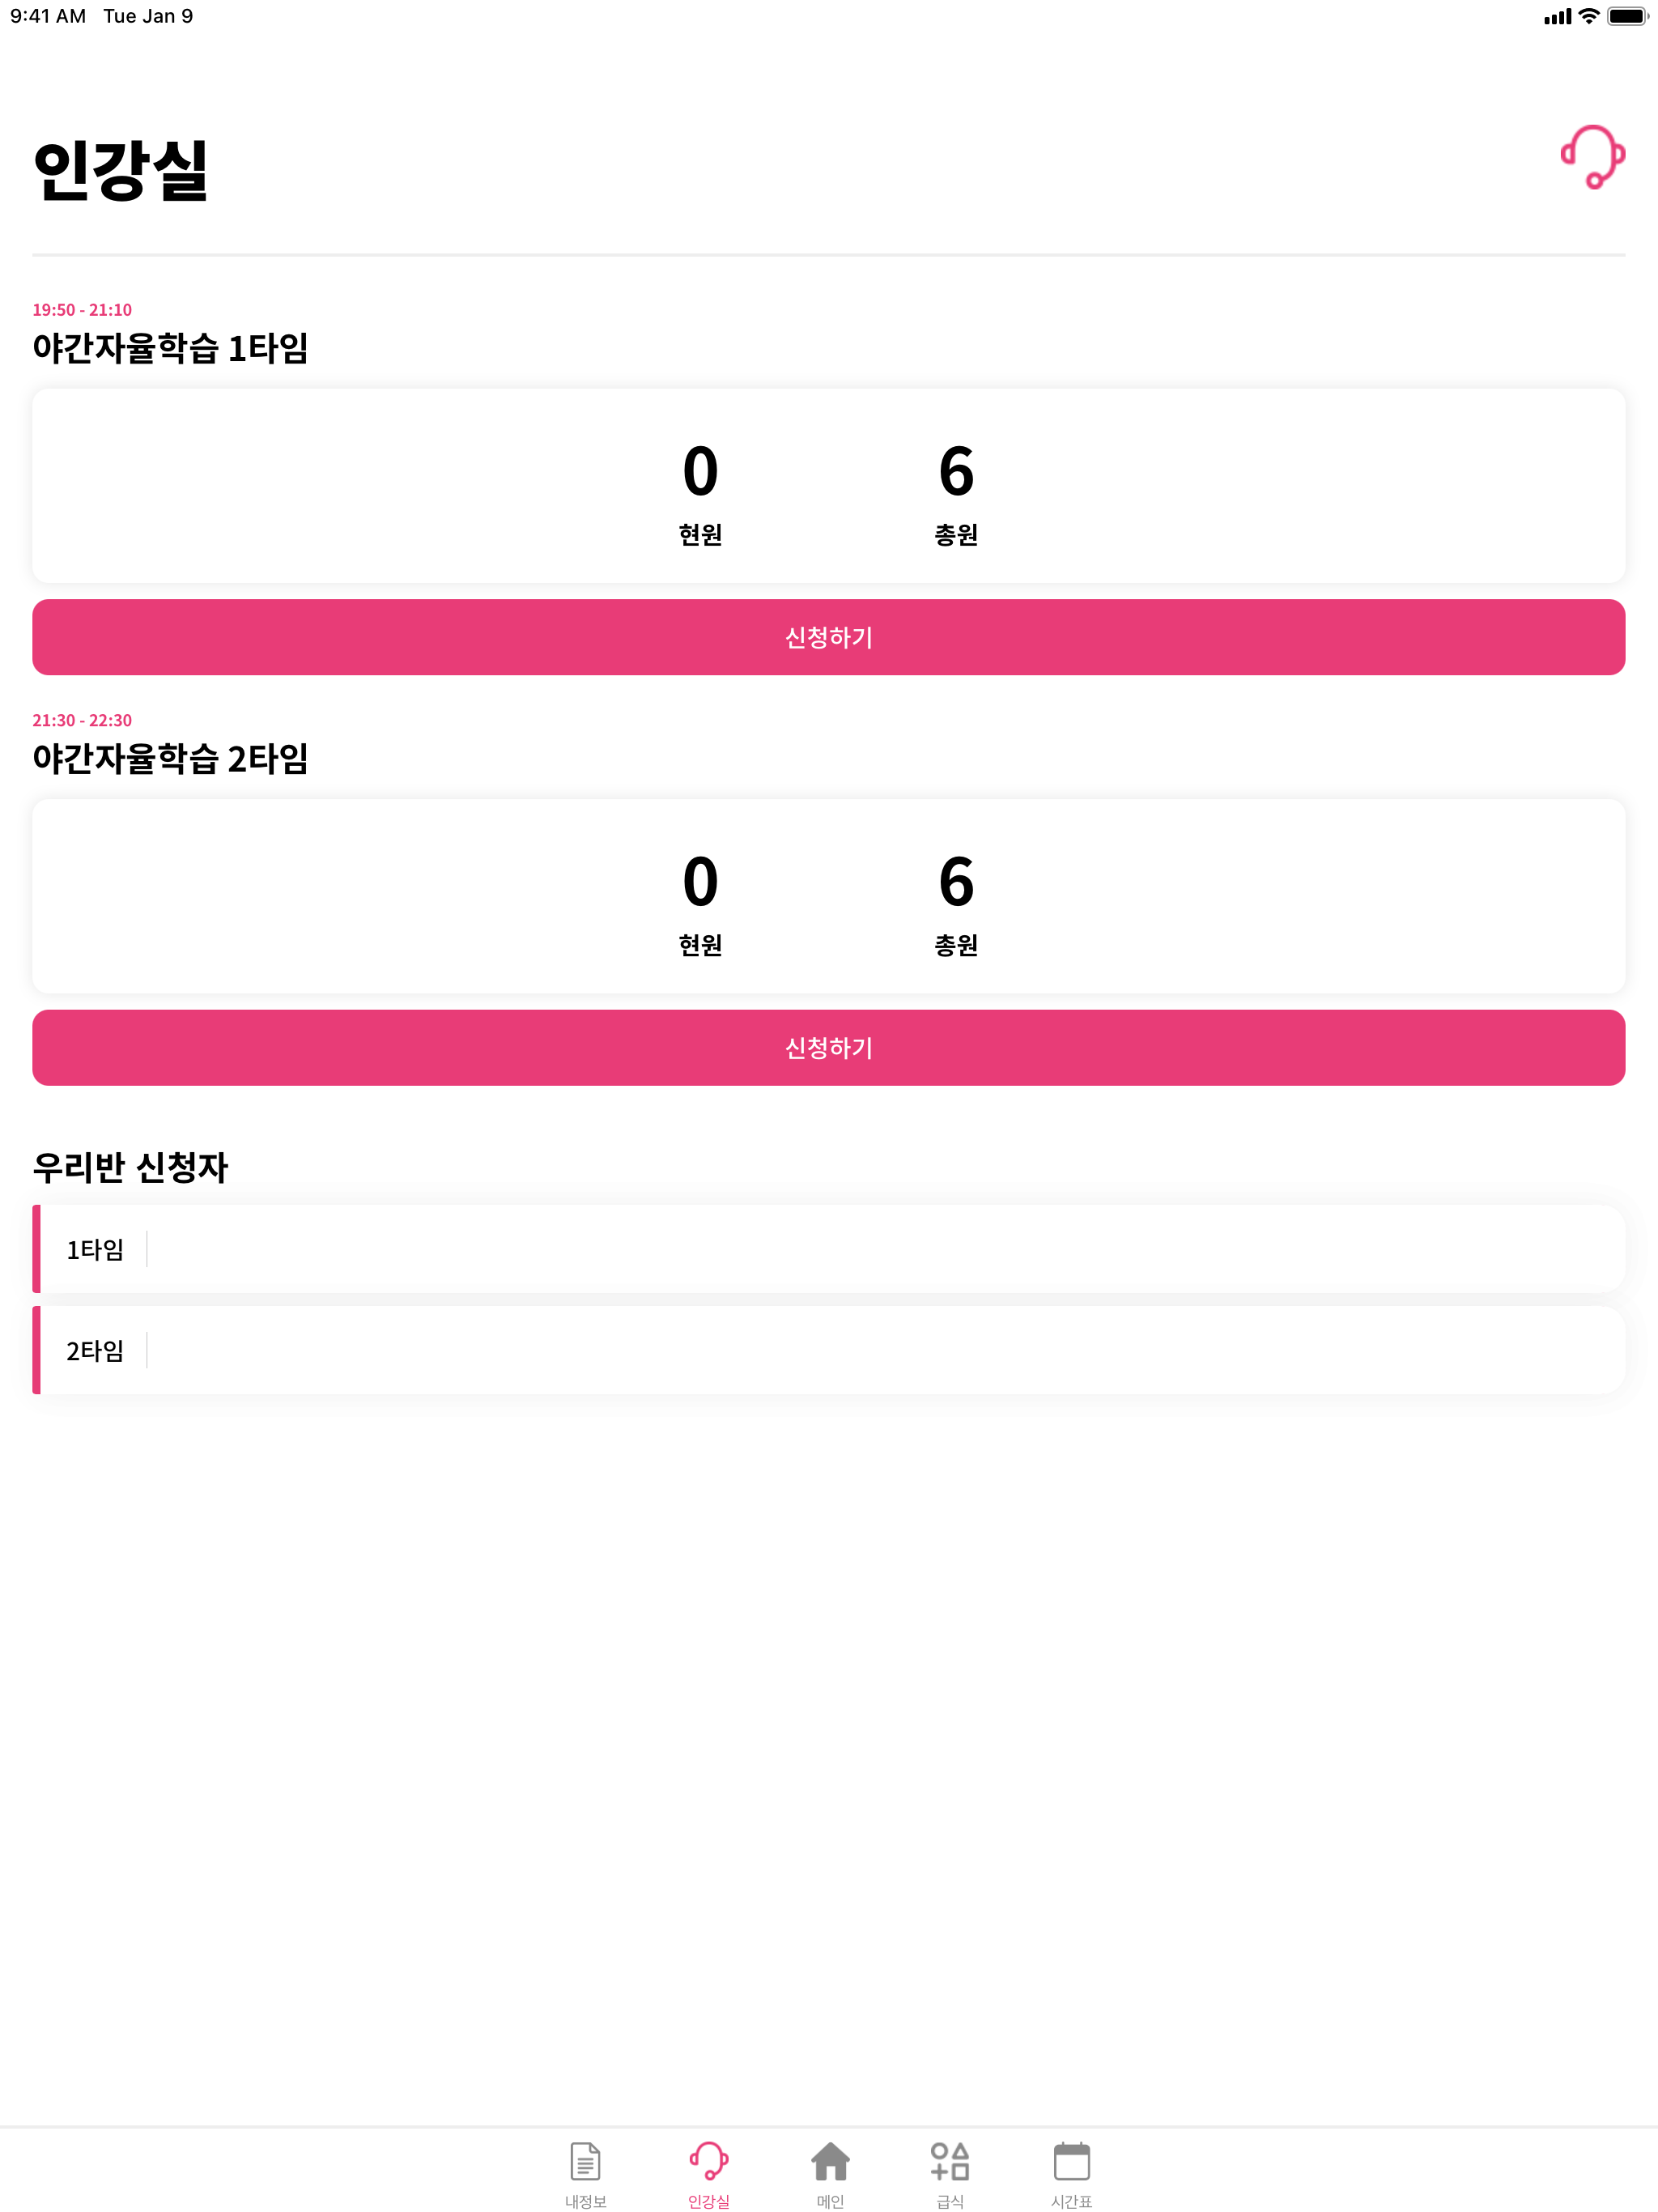 9:41 AM Tue Jan 9
인강실
19:50 - 21:10
야간자율학습 1타임
0 6
현원 총원
신청하기
21:30 - 22:30
야간자율학습 2타임
0 6
현원 총원
신청하기
우리반 신청자
1타임
2타임
내정보 인강실 메인 급식 시간표